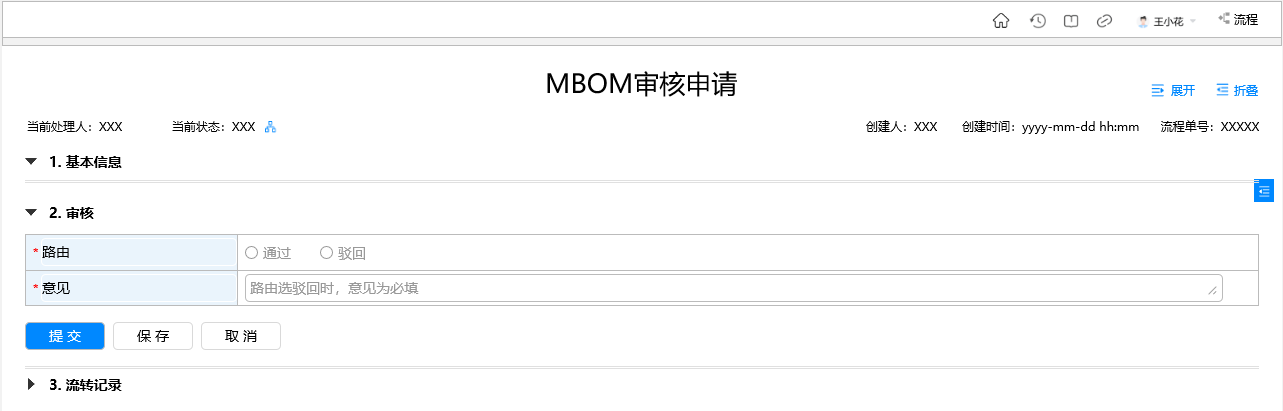 王小花 流程
MBOM审核申请
展开 折叠
当前处理人：XXX 当前状态：XXX 创建人：XXX 创建时间：yyyy-mm-dd hh:mm 流程单号：XXXXX
1. 基本信息
2. 审核
* 路由 通过 驳回
* 意见 路由选驳回时，意见为必填
提 交 保 存 取 消
3. 流转记录